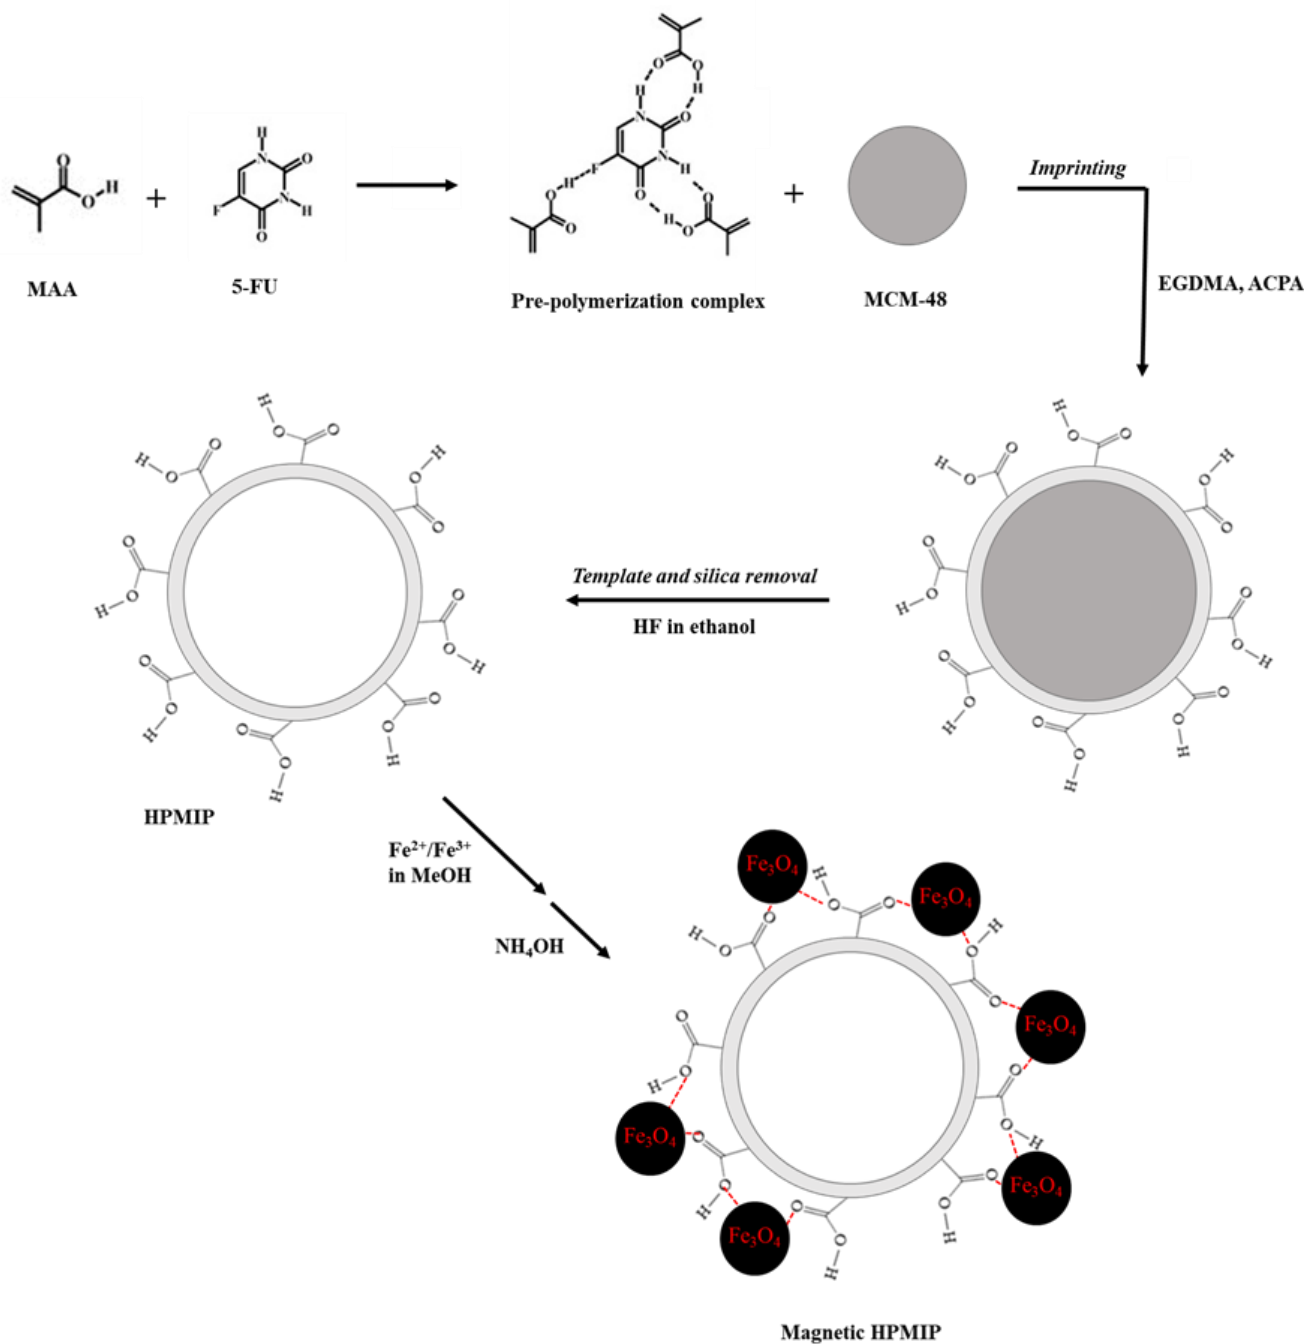 MAA
+
5-FU
Pre-polymerization complex
+
MCM-48
Imprinting
EGDMA, ACPA
Template and silica removal
HF in ethanol
HPMIP
Fe²⁺/Fe³⁺
in MeOH
NH₄OH
Fe₃O₄
Fe₃O₄
Fe₃O₄
Fe₃O₄
Fe₃O₄
Fe₃O₄
Magnetic HPMIP